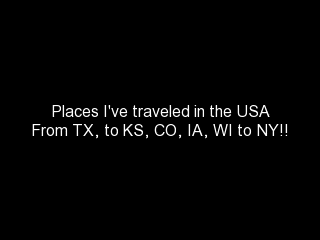 Places I've traveled in the USA
From TX, to KS, CO, IA, WI to NY!!